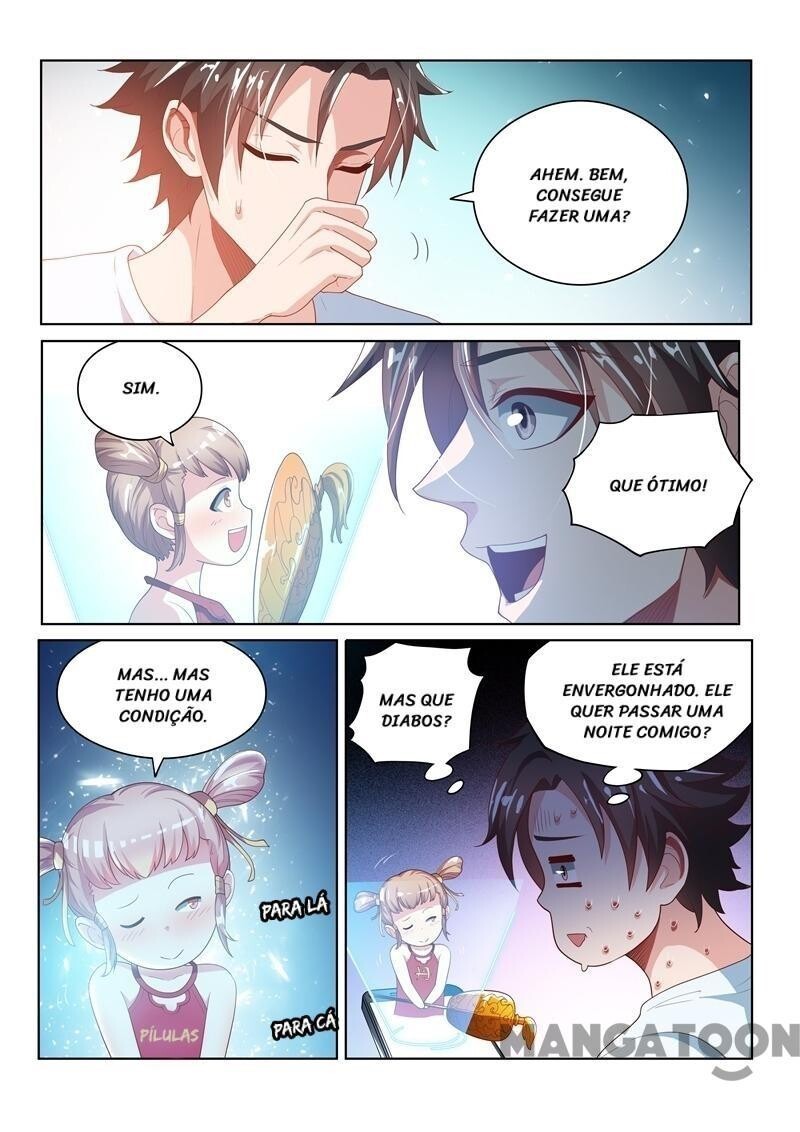 AHEM. BEM,
CONSEGUE
FAZER UMA?
SIM.
QUE ÓTIMO!
MAS... MAS
TENHO UMA
CONDIÇÃO.
PARA LÁ
PARA CÁ
PÍLULAS
MAS QUE
DIABOS?
ELE ESTÁ
ENVERGONHADO. ELE
QUER PASSAR UMA
NOITE COMIGO?
MANGATOON